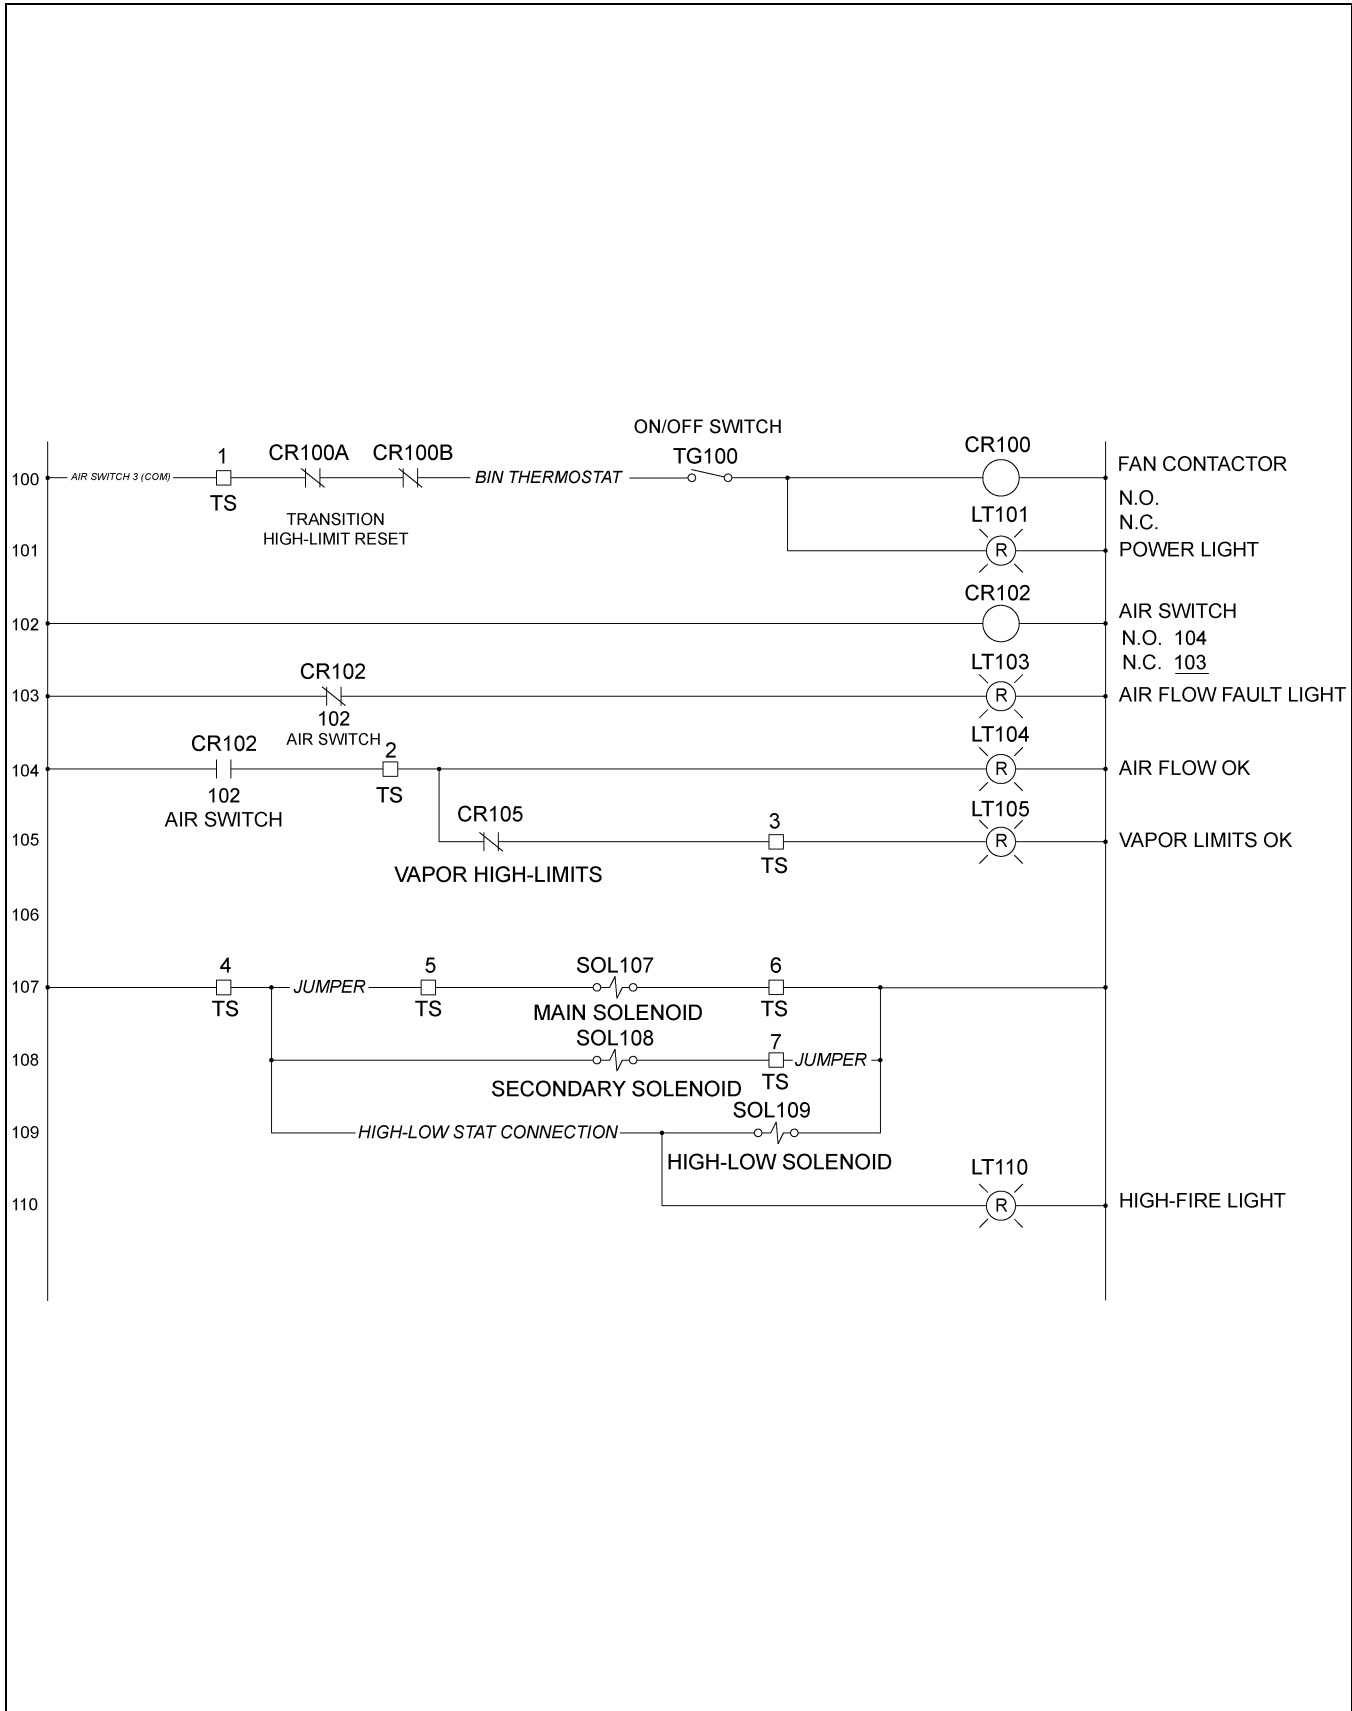 ON/OFF SWITCH
1 CR100A CR100B TG100 CR100
FAN CONTACTOR
100 AIR SWITCH 3 (COM) BIN THERMOSTAT
TS
N.O.
TRANSITION LT101
N.C.
HIGH-LIMIT RESET
101 R POWER LIGHT
CR102
AIR SWITCH
102
N.O. 104
CR102 LT103
N.C. 103
103 R AIR FLOW FAULT LIGHT
102
AIR SWITCH
CR102 2 LT104
104 R AIR FLOW OK
102 TS
AIR SWITCH
CR105 3 LT105
105 R VAPOR LIMITS OK
TS
VAPOR HIGH-LIMITS
106
4 5 SOL107 6
107 JUMPER
TS TS MAIN SOLENOID TS
SOL108 7
108 JUMPER
SECONDARY SOLENOID TS
SOL109
109 HIGH-LOW STAT CONNECTION
HIGH-LOW SOLENOID LT110
110 R HIGH-FIRE LIGHT